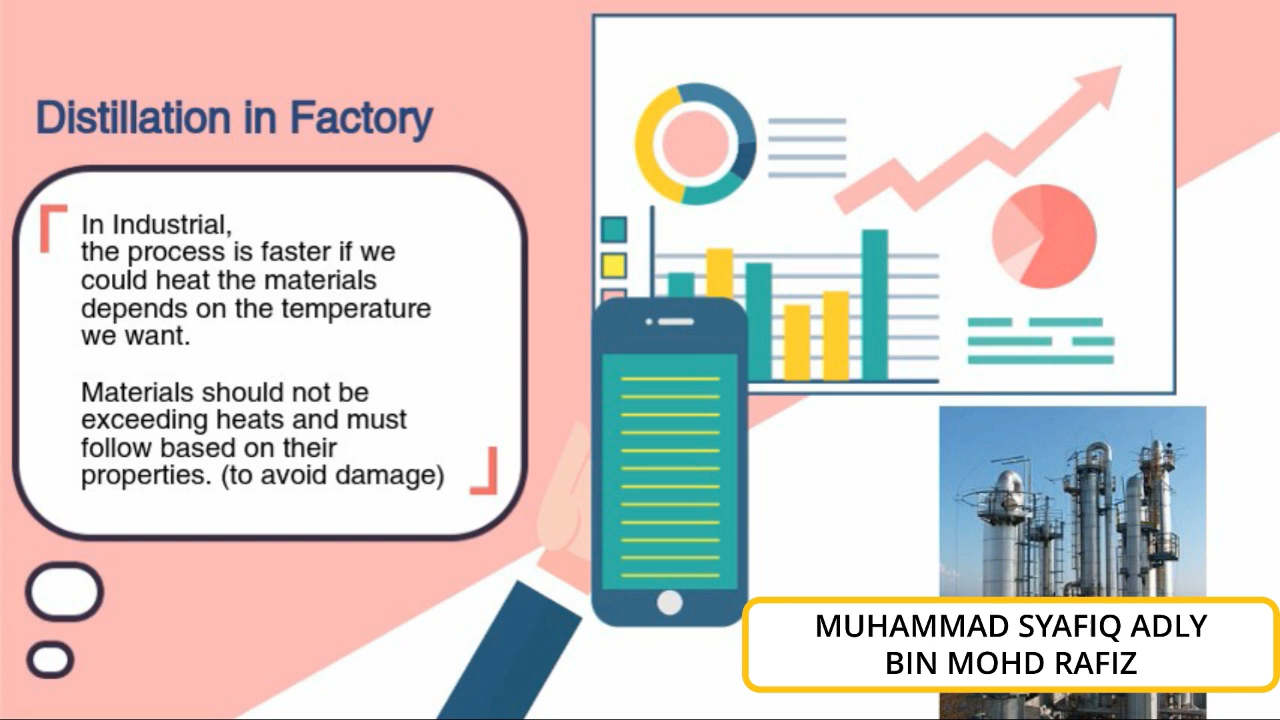 Distillation in Factory
In Industrial,
the process is faster if we
could heat the materials
depends on the temperature
we want.
Materials should not be
exceeding heats and must
follow based on their
properties. (to avoid damage)
MUHAMMAD SYAFIQ ADLY
BIN MOHD RAFIZ